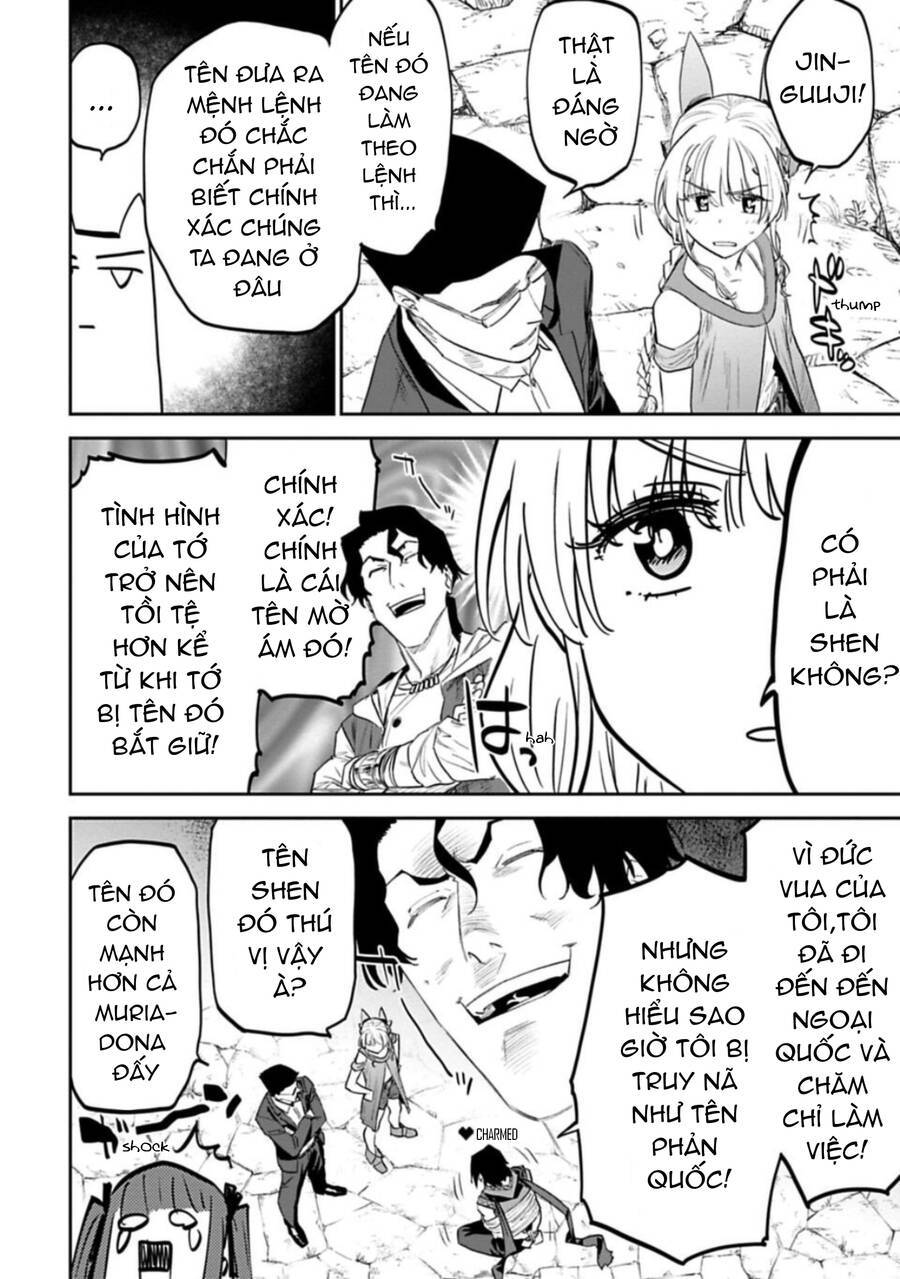 JIN-
GUUJI!
THẬT
LÀ
ĐÁNG
NGỜ
thump
NẾU
TÊN ĐÓ
ĐANG
LÀM
THEO
LỆNH
THÌ...
TÊN ĐƯA RA
MỆNH LỆNH
ĐÓ CHẮC
CHẮN PHẢI
BIẾT CHÍNH
XÁC CHÚNG
TA ĐANG Ở
ĐÂU
...
CÓ
PHẢI
LÀ
SHEN
KHÔNG?
はっ
hah
CHÍNH
XÁC!
CHÍNH
LÀ CÁI
TÊN MỜ
ÁM ĐÓ!
TÌNH HÌNH
CỦA TỚ
TRỞ NÊN
TỒI TỆ
HƠN KỂ
TỪ KHI TỚ
BỊ TÊN ĐÓ
BẮT GIỮ!
VÌ ĐỨC
VUA CỦA
TÔI,TÔI
ĐÃ ĐI
ĐẾN ĐẾN
NGOẠI
QUỐC VÀ
CHĂM
CHỈ LÀM
VIỆC!
NHƯNG
KHÔNG
HIỂU SAO
GIỜ TÔI BỊ
TRUY NÃ
NHƯ TÊN
PHẢN
QUỐC!
TÊN
SHEN
ĐÓ THÚ
VỊ VẬY
À?
TÊN ĐÓ
CÒN
MẠNH
HƠN CẢ
MURIA-
DONA
ĐẤY
♥ CHARMED
shock